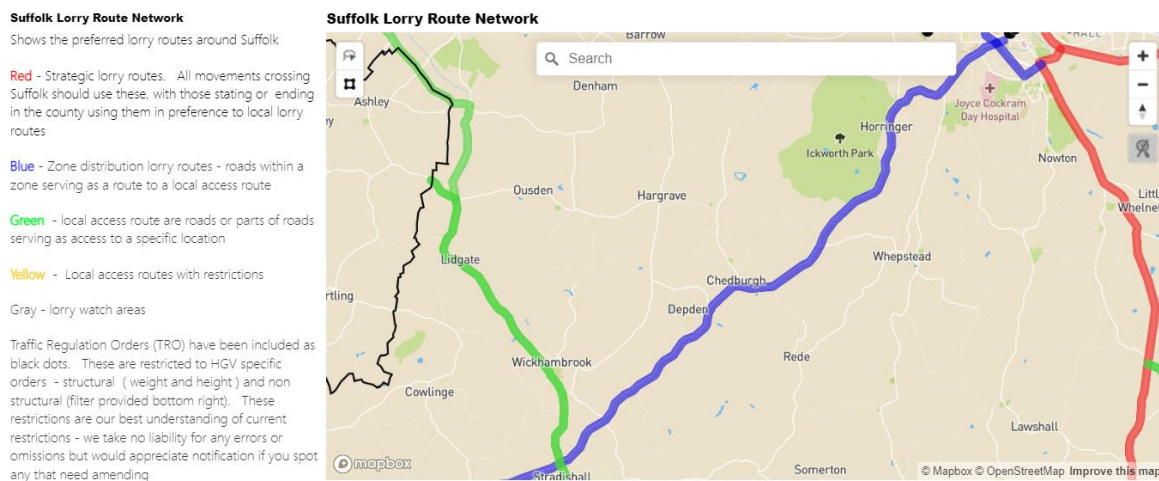 Suffolk Lorry Route Network
Shows the preferred lorry routes around Suffolk
Red - Strategic lorry routes. All movements crossing
Suffolk should use these, with those stating or ending
in the county using them in preference to local lorry
routes
Blue - Zone distribution lorry routes - roads within a
zone serving as a route to a local access route
Green - local access route are roads or parts of roads
serving as access to a specific location
Yellow - Local access routes with restrictions
Gray - lorry watch areas
Traffic Regulation Orders (TRO) have been included as
black dots. These are restricted to HGV specific
orders - structural ( weight and height ) and non
structural (filter provided bottom right). These
restrictions are our best understanding of current
restrictions - we take no liability for any errors or
omissions but would appreciate notification if you spot
any that need amending
Suffolk Lorry Route Network
Barrow
HALL
Search
Denham
Ashley
Joyce Cockram
Day Hospital
Horringer
Ickworth Park
Nowton
Ousden
Hargrave
Littl
Whelnet
Lidgate
Whepstead
Chedburgh
rtling
Depden
Rede
Wickhambrook
Cowlinge
Lawshall
mapbox
Stradishall
Somerton
© Mapbox © OpenStreetMap Improve this map